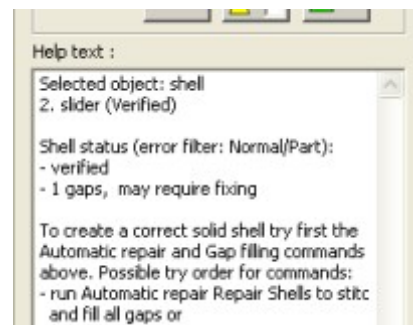 Help text :
Selected object: shell
2. slider (Verified)
Shell status (error filter: Normal/Part):
- verified
- 1 gaps, may require fixing
To create a correct solid shell try first the
Automatic repair and Gap filling commands
above. Possible try order for commands:
- run Automatic repair Repair Shells to stitc
and fill all gaps or